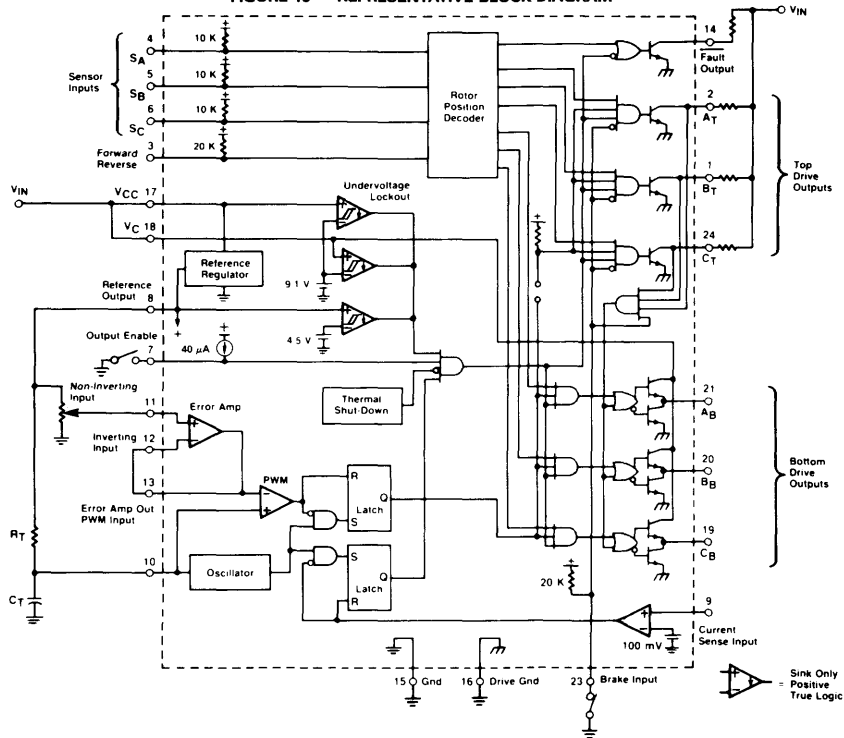 FIGURE 19 — REPRESENTATIVE BLOCK DIAGRAM
VIN
14
Fault
Output
4
SA
10 K
Sensor
Inputs
5
SB
10 K
6
SC
10 K
3
Forward
Reverse
20 K
Rotor
Position
Decoder
2
AT
1
BT
24
CT
Top
Drive
Outputs
VIN
VCC 17
VC 18
Undervoltage
Lockout
Reference
Regulator
9.1 V
Reference
Output
8
4.5 V
Output Enable
7
40 µA
Thermal
Shut-Down
Non-Inverting
Input
11
Error Amp
Inverting
Input
12
13
Error Amp Out
PWM Input
PWM
R
Q
Latch
S
RT
10
Oscillator
S
Q
Latch
R
CT
21
AB
20
BB
19
CB
Bottom
Drive
Outputs
20 K
9
Current
Sense Input
100 mV
15 Gnd
16 Drive Gnd
23 Brake Input
= Sink Only
Positive
True Logic